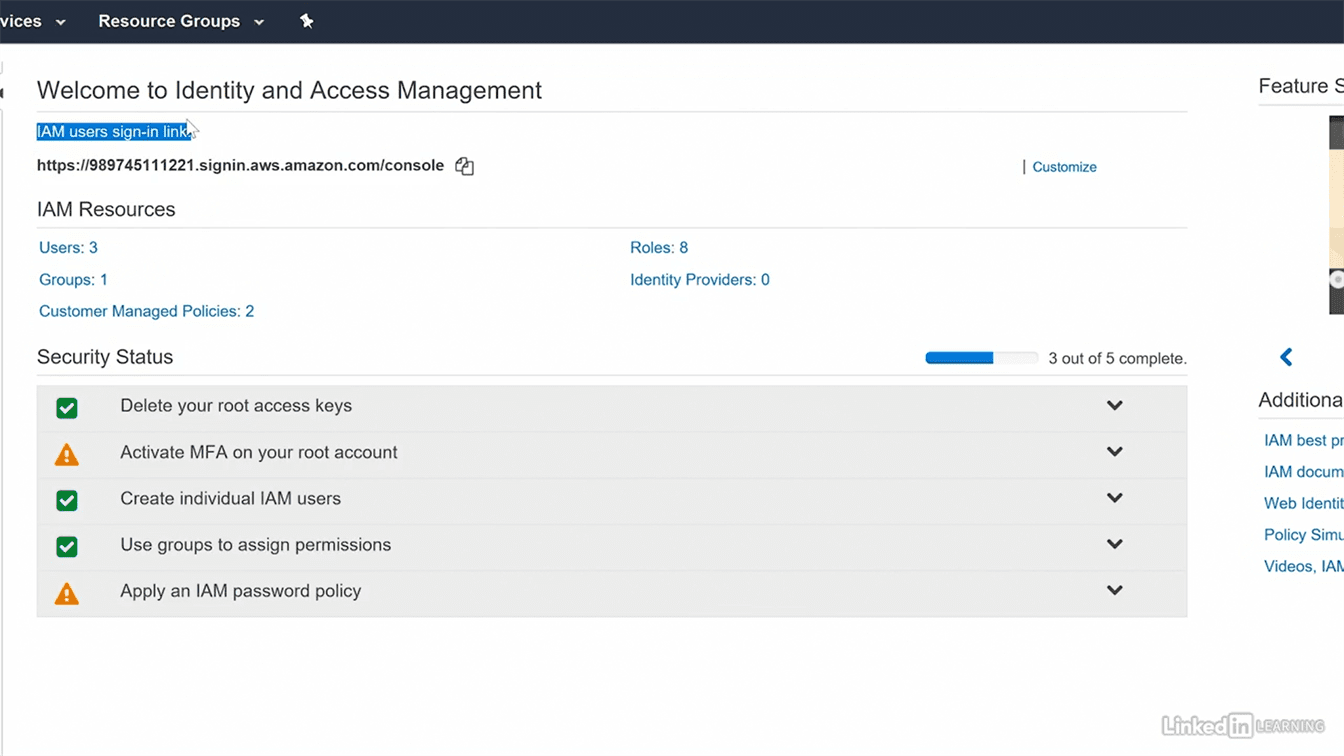 vices Resource Groups
Welcome to Identity and Access Management
IAM users sign-in link
https://989745111221.signin.aws.amazon.com/console
| Customize
IAM Resources
Users: 3
Roles: 8
Groups: 1
Identity Providers: 0
Customer Managed Policies: 2
Security Status
3 out of 5 complete.
Delete your root access keys
Activate MFA on your root account
Create individual IAM users
Use groups to assign permissions
Apply an IAM password policy
Feature S
Additiona
IAM best pr
IAM docum
Web Identit
Policy Simu
Videos, IAM
Linked in LEARNING